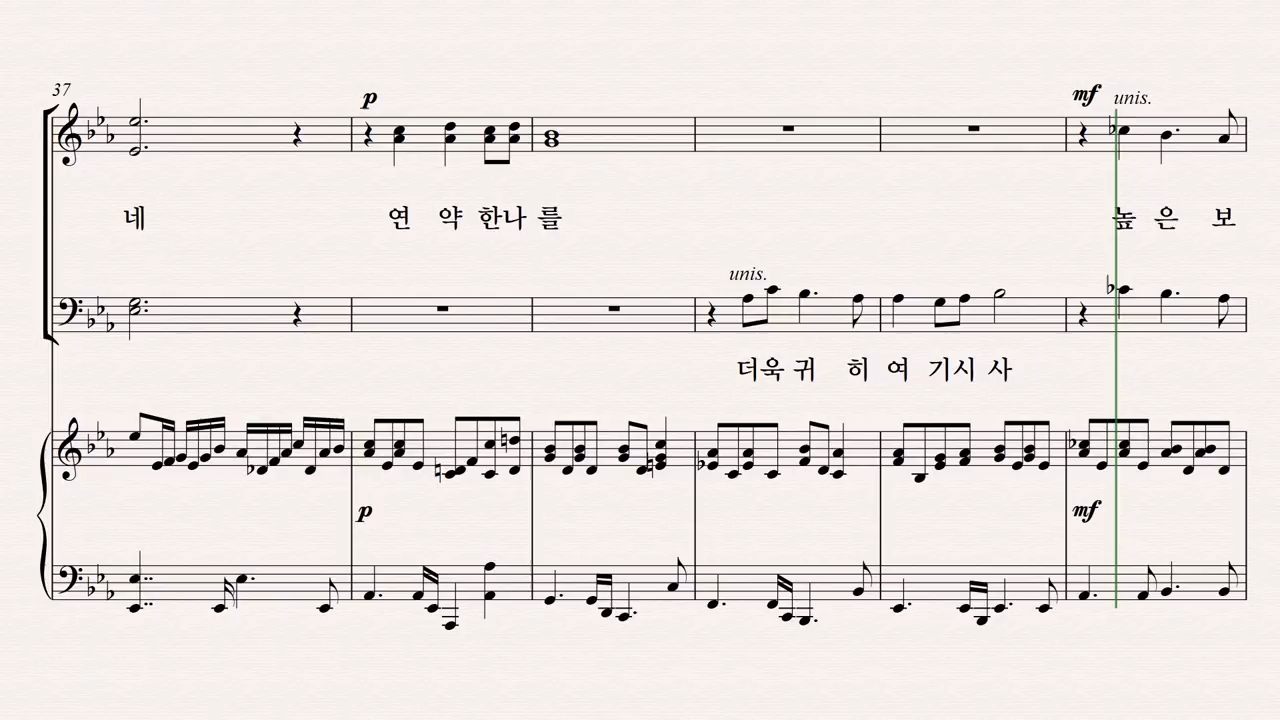 37
p
mf unis.
네 연 약 한나 를 높 은 보
unis.
더욱 귀 히 여 기시 사
p mf